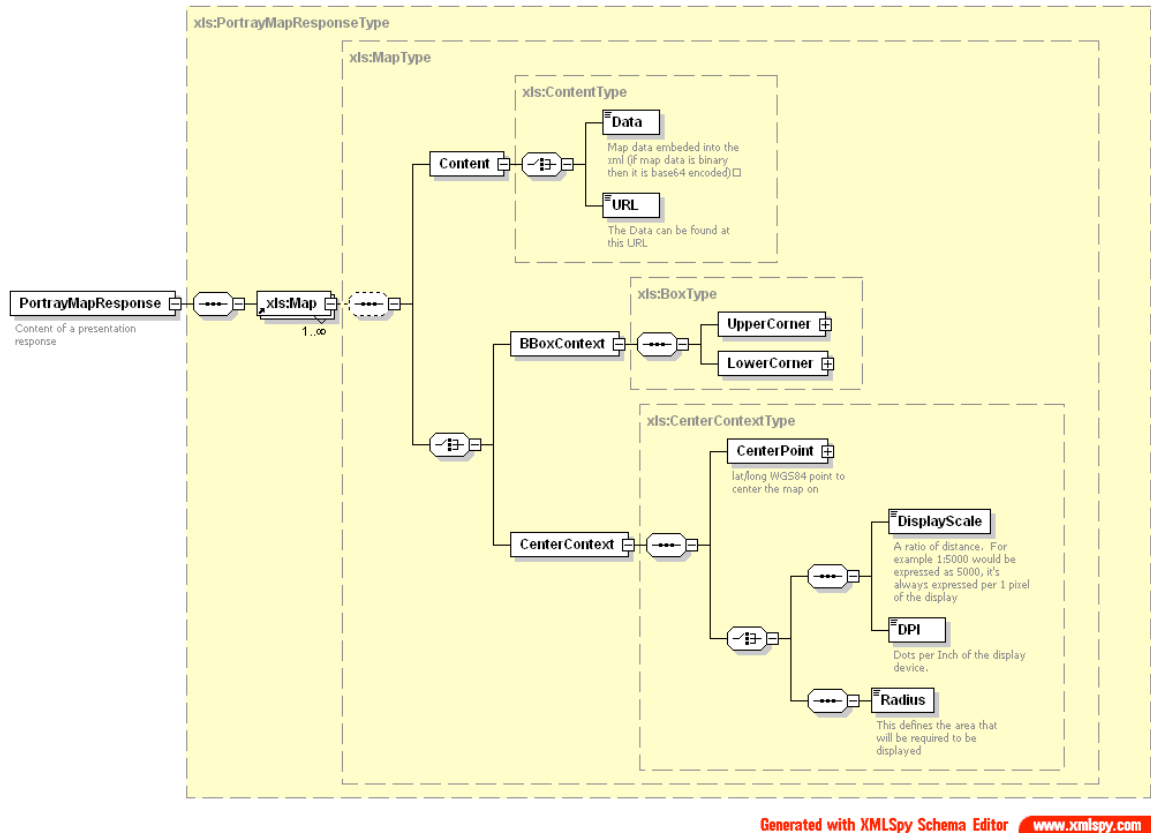 xls:PortrayMapResponseType
xls:MapType
xls:ContentType
Data
Map data embeded into the
xml (if map data is binary
then it is base64 encoded)□
Content
URL
The Data can be found at
this URL
PortrayMapResponse
Content of a presentation
response
xls:Map
1..∞
xls:BoxType
UpperCorner
BBoxContext
LowerCorner
xls:CenterContextType
CenterPoint
lat/long WGS84 point to
center the map on
CenterContext
DisplayScale
A ratio of distance. For
example 1:5000 would be
expressed as 5000, it's
always expressed per 1 pixel
of the display
DPI
Dots per Inch of the display
device.
Radius
This defines the area that
will be required to be
displayed
Generated with XMLSpy Schema Editor www.xmlspy.com